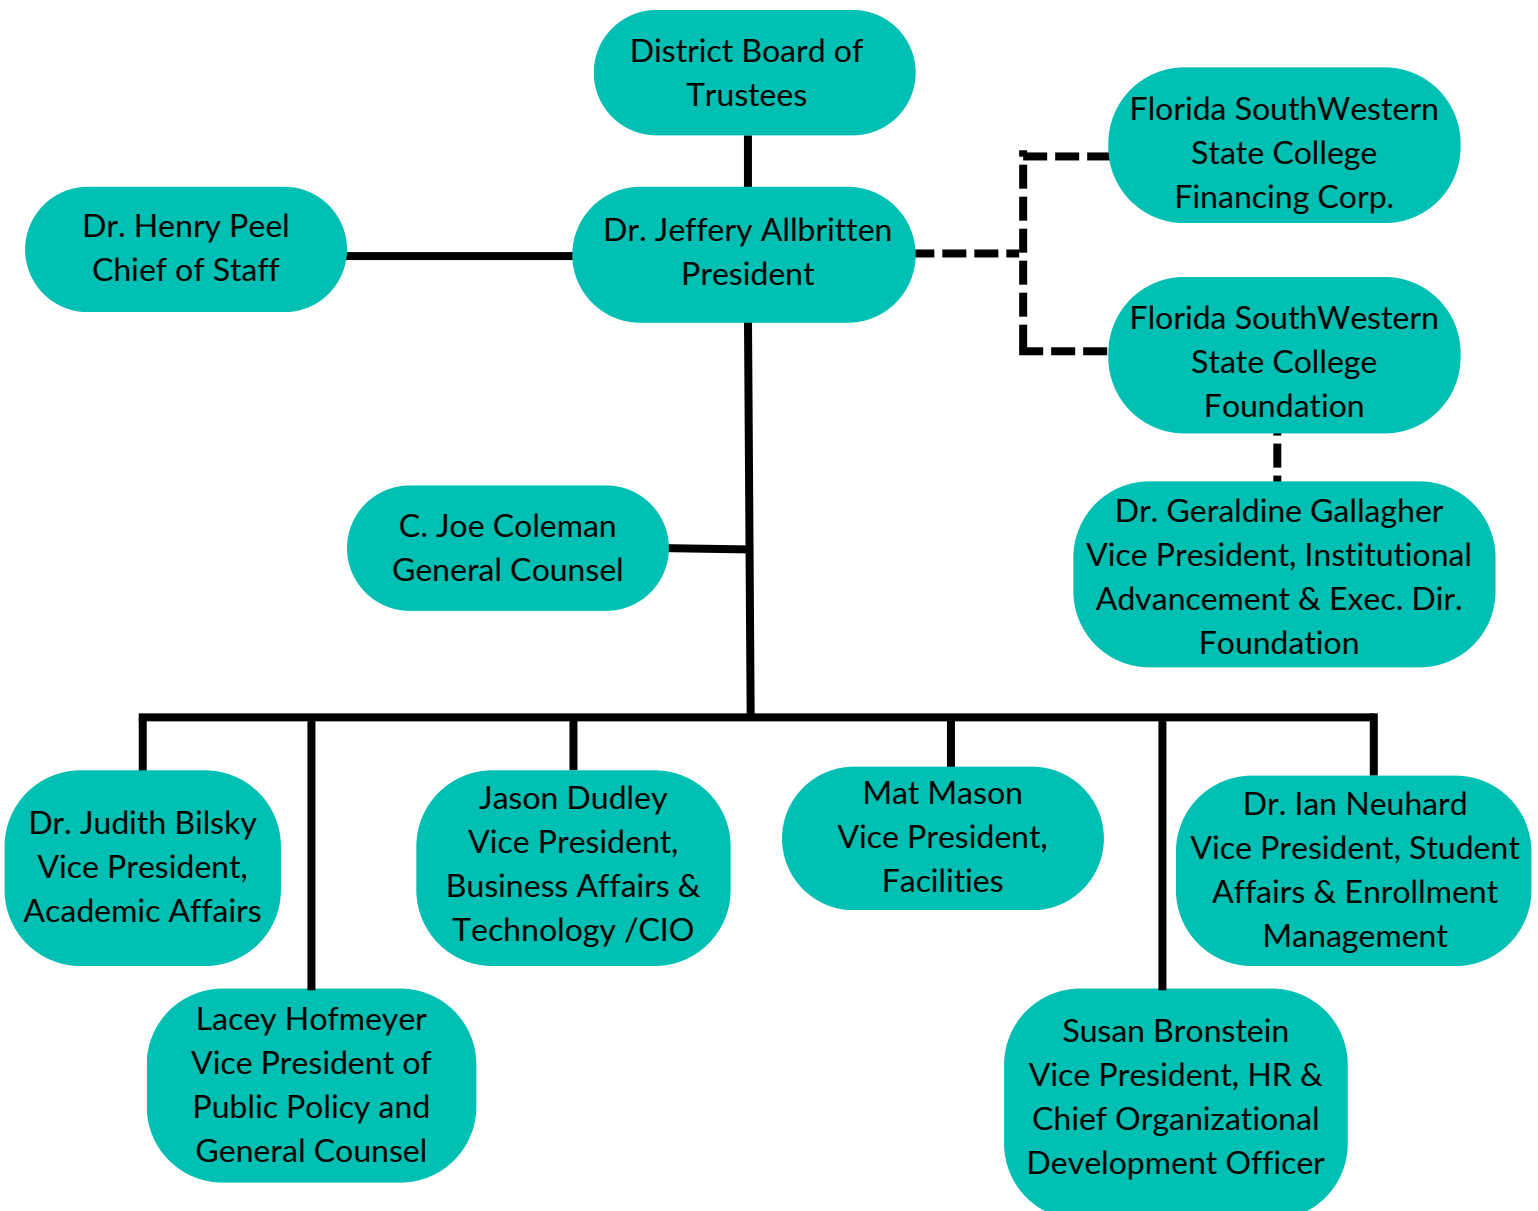 District Board of
Trustees
Florida SouthWestern
State College
Financing Corp.
Dr. Henry Peel
Chief of Staff
Dr. Jeffery Allbritten
President
Florida SouthWestern
State College
Foundation
C. Joe Coleman
General Counsel
Dr. Geraldine Gallagher
Vice President, Institutional
Advancement & Exec. Dir.
Foundation
Dr. Judith Bilsky
Vice President,
Academic Affairs
Jason Dudley
Vice President,
Business Affairs &
Technology /CIO
Mat Mason
Vice President,
Facilities
Dr. Ian Neuhard
Vice President, Student
Affairs & Enrollment
Management
Lacey Hofmeyer
Vice President of
Public Policy and
General Counsel
Susan Bronstein
Vice President, HR &
Chief Organizational
Development Officer